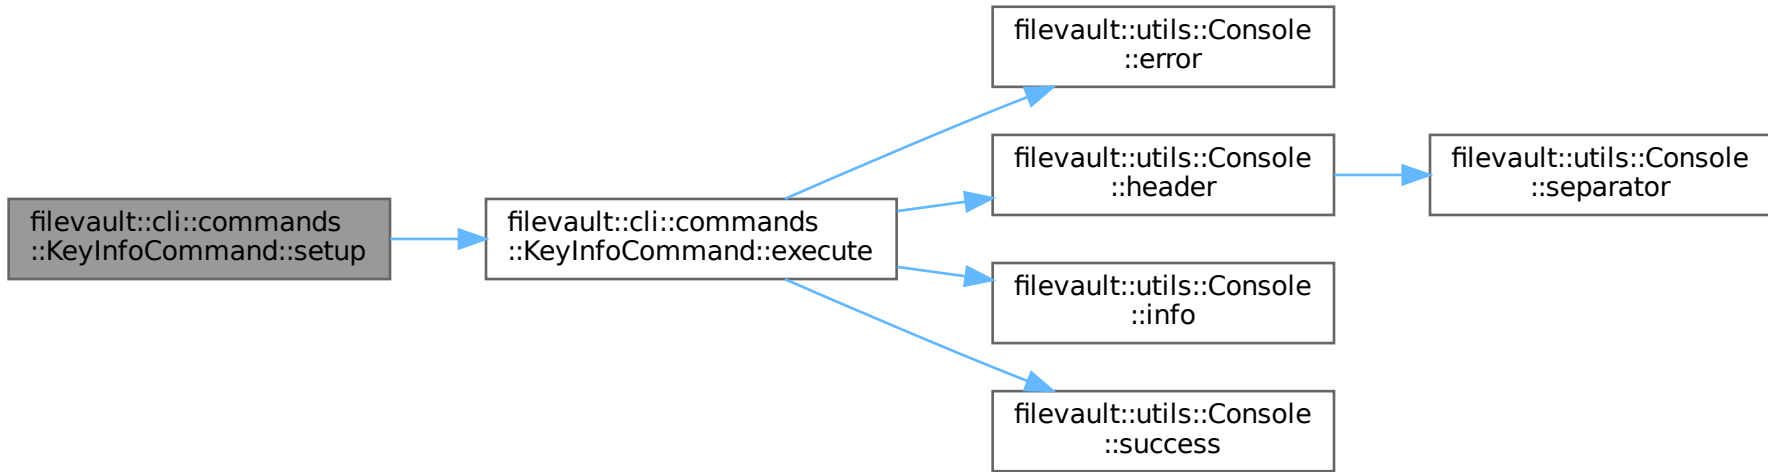 filevault::cli::commands
::KeyInfoCommand::setup
filevault::cli::commands
::KeyInfoCommand::execute
filevault::utils::Console
::error
filevault::utils::Console
::header
filevault::utils::Console
::separator
filevault::utils::Console
::info
filevault::utils::Console
::success